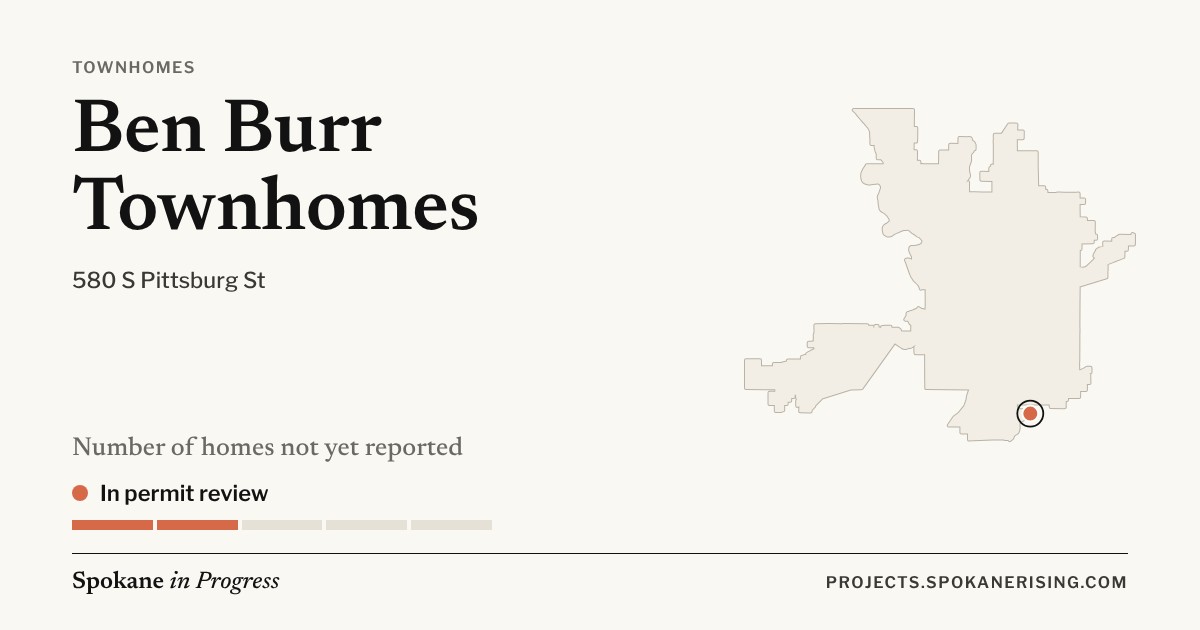 TOWNHOMES
Ben Burr
Townhomes
580 S Pittsburg St
Number of homes not yet reported
In permit review
Spokane in Progress
PROJECTS.SPOKANERISING.COM